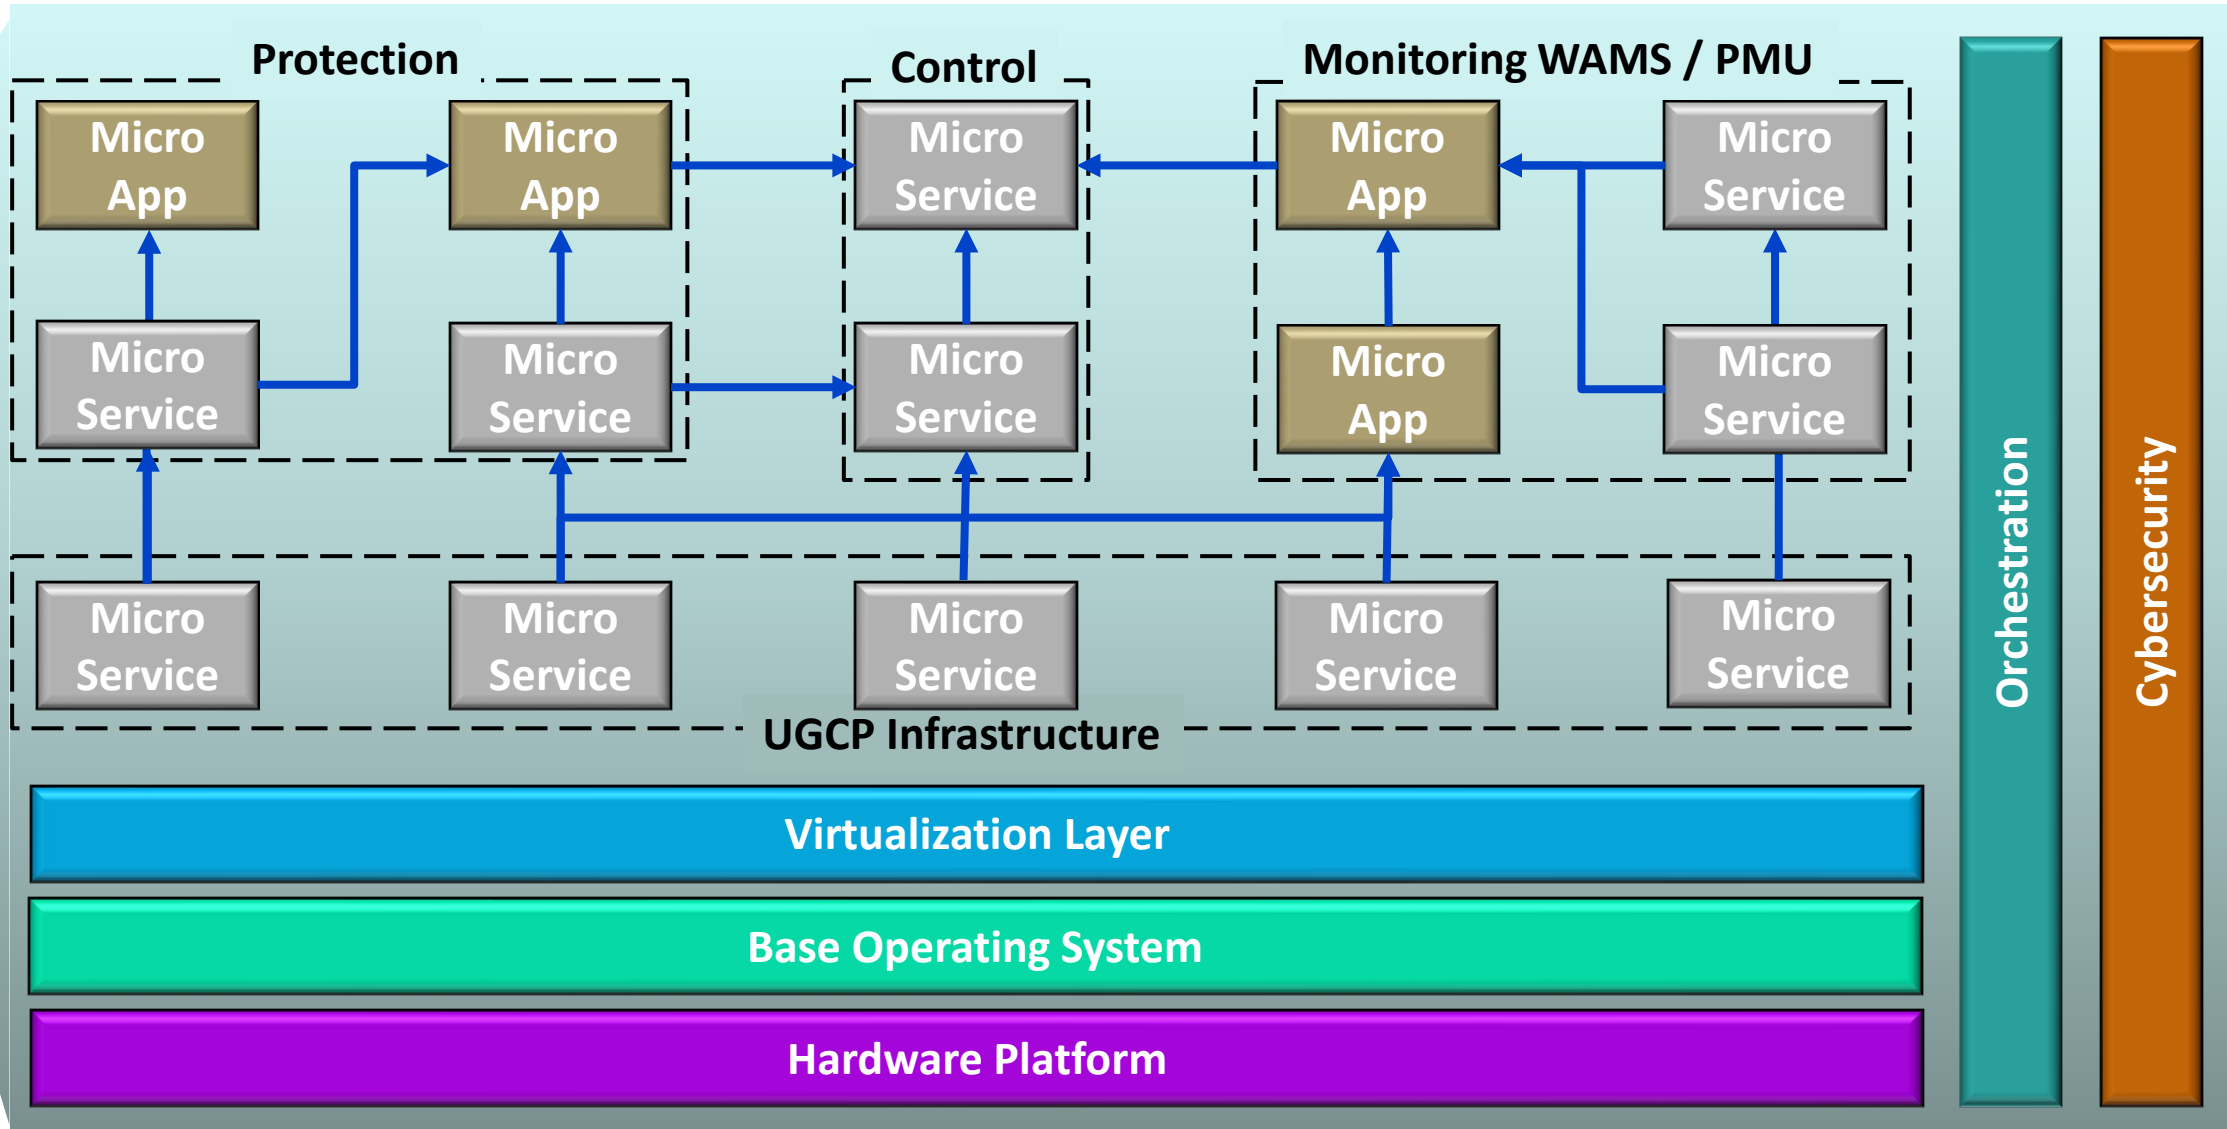 Protection
Control
Monitoring WAMS / PMU
Micro
App
Micro
App
Micro
Service
Micro
App
Micro
Service
Micro
Service
Micro
Service
Micro
Service
Micro
App
Micro
Service
Micro
Service
Micro
Service
Micro
Service
Micro
Service
Micro
Service
UGCP Infrastructure
Virtualization Layer
Base Operating System
Hardware Platform
Orchestration
Cybersecurity